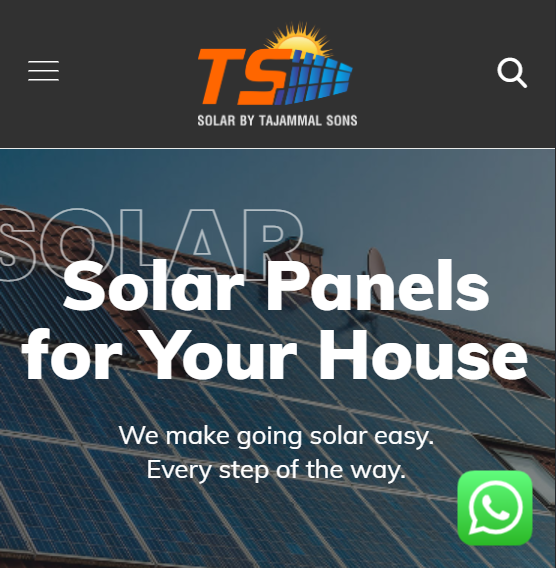 TS
SOLAR BY TAJAMMAL SONS
SOLAR
Solar Panels
for Your House
We make going solar easy.
Every step of the way.